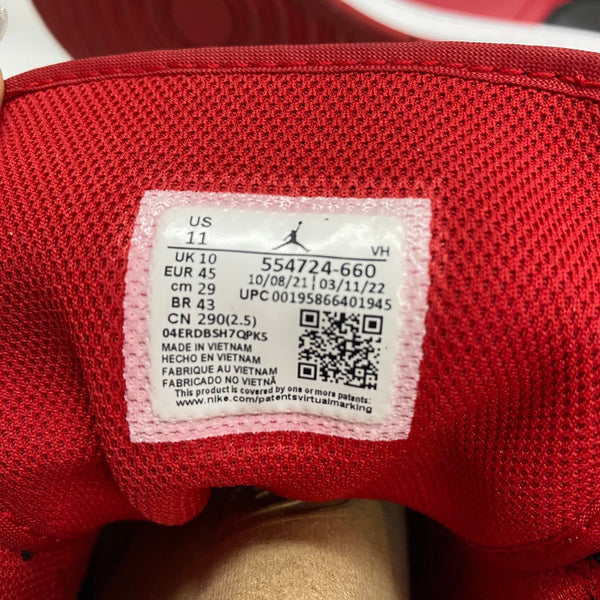 US
11
VH
UK 10
EUR 45
cm 29
BR 43
CN 290(2.5)
554724-660
10/08/21 | 03/11/22
UPC 00195866401945
04ERDBSH7QPK5
MADE IN VIETNAM
HECHO EN VIETNAM
FABRIQUE AU VIETNAM
FABRICADO NO VIETNÃ
This product is covered by one or more patents:
www.nike.com/patentsvirtualmarking